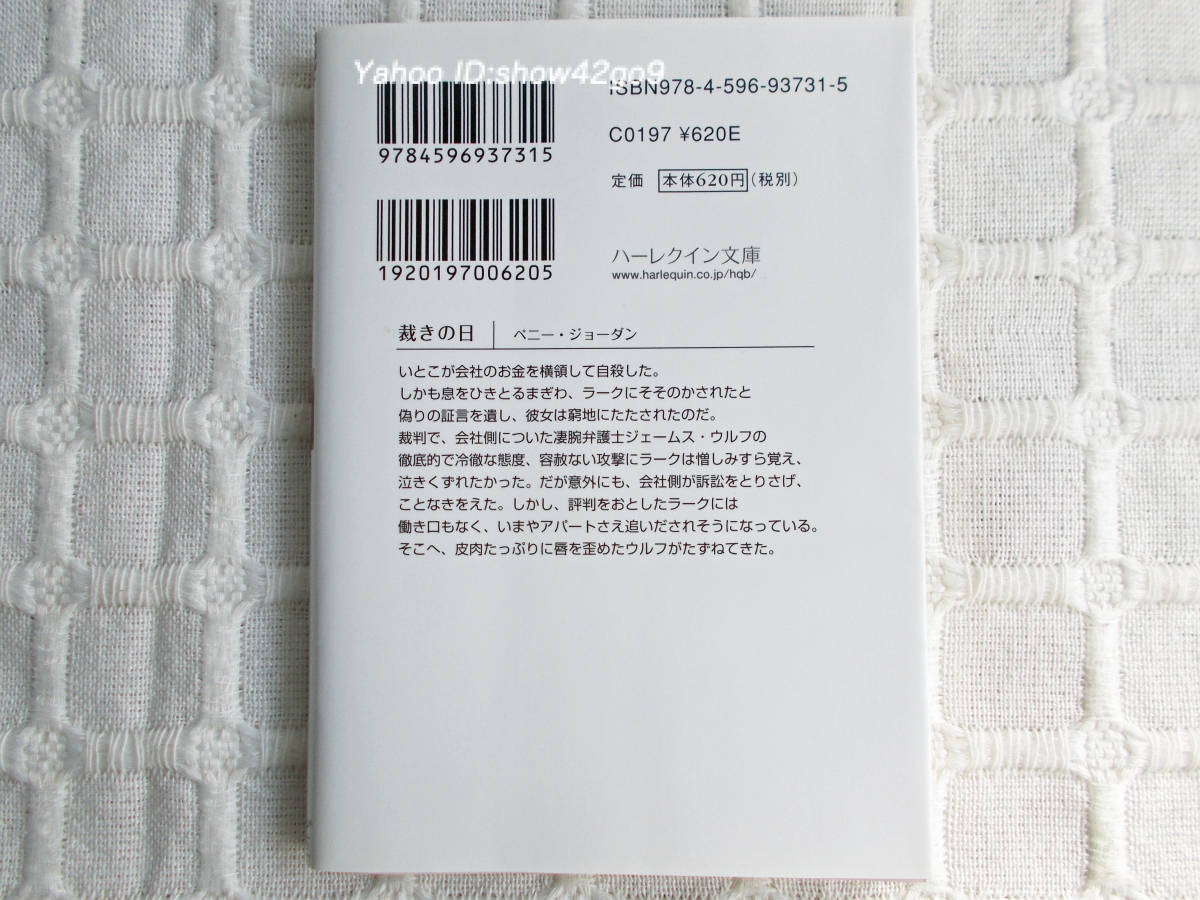 Yahoo ID:show42go9
ISBN978-4-596-93731-5
9784596937315
C0197 ¥620E
定価 本体620円(税別)
1920197006205
ハーレクイン文庫
www.harlequin.co.jp/hqb/
裁きの日 ペニー・ジョーダン
いとこが会社のお金を横領して自殺した。
しかも息をひきとるまぎわ、ラークにそそのかされたと
偽りの証言を遺し、彼女は窮地にたたされたのだ。
裁判で、会社側についた凄腕弁護士ジェームス・ウルフの
徹底的で冷徹な態度、容赦ない攻撃にラークは憎しみすら覚え、
泣きくずれたかった。だが意外にも、会社側が訴訟をとりさげ、
ことなきをえた。しかし、評判をおとしたラークには
働き口もなく、いまやアパートさえ追いだされそうになっている。
そこへ、皮肉たっぷりに唇を歪めたウルフがたずねてきた。